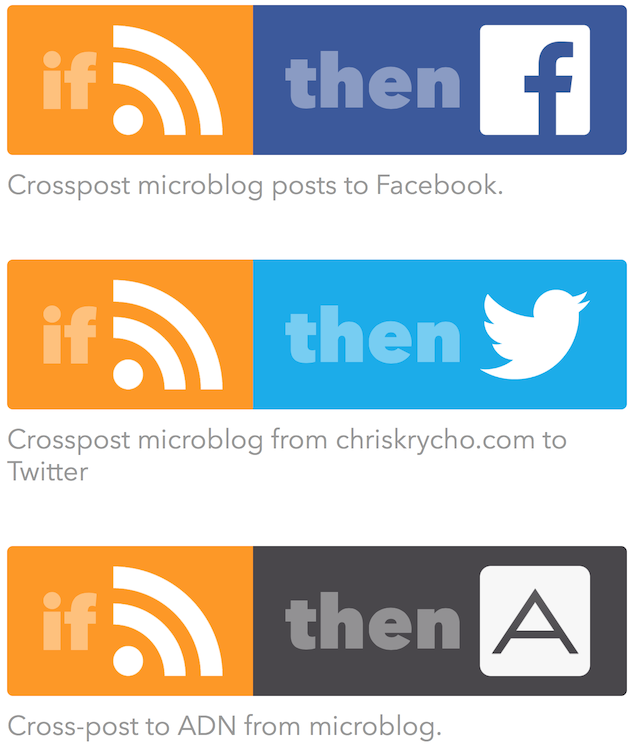 if then
Crosspost microblog posts to Facebook.
if then
Crosspost microblog from chriskrycho.com to
Twitter
if then
Cross-post to ADN from microblog.